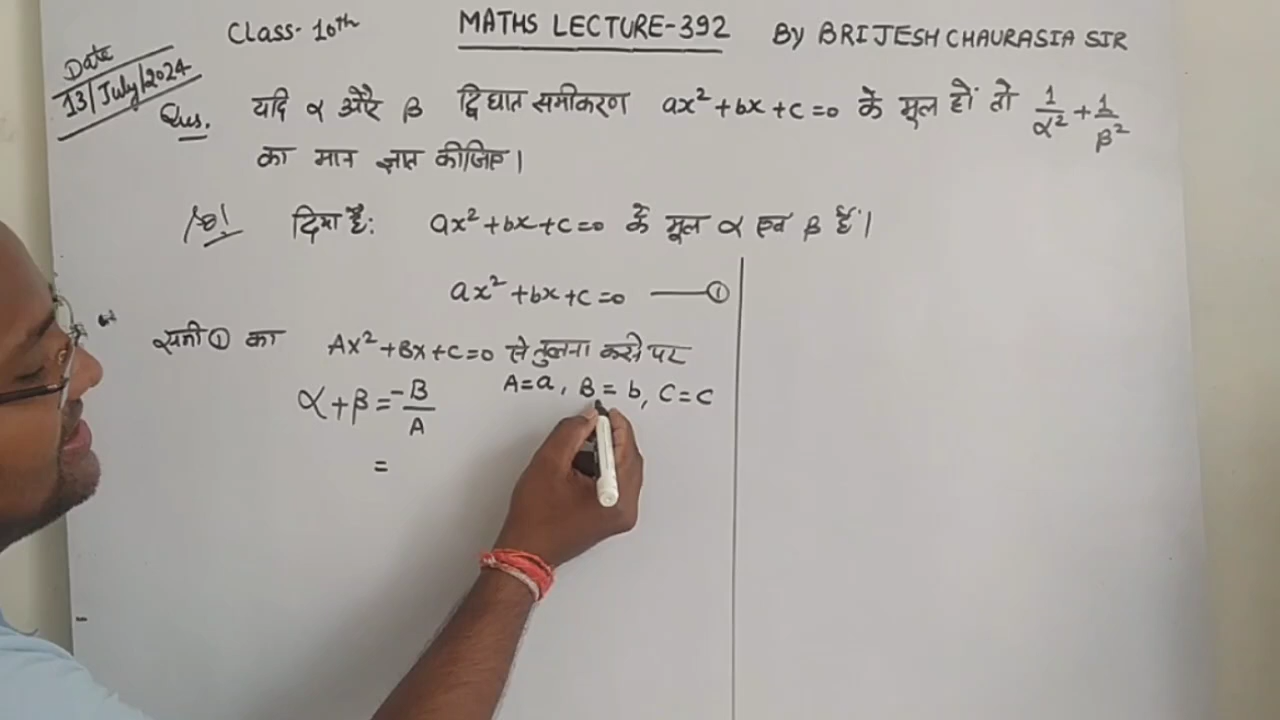 Class- 10th MATHS LECTURE-392 By BRIJESH CHAURASIA SIR
Date
13/July/2024
Qus. यदि α और β द्विघात समीकरण ax² + bx + c = 0 के मूल हों तो 1/α² + 1/β²
का मान ज्ञात कीजिए।
दिया है: ax² + bx + c = 0 के मूल α एवं β हैं।
ax² + bx + c = 0 —— ①
समी ① का Ax² + Bx + C = 0 से तुलना करने पर
A = a, B = b, C = c
α + β = -B/A
=